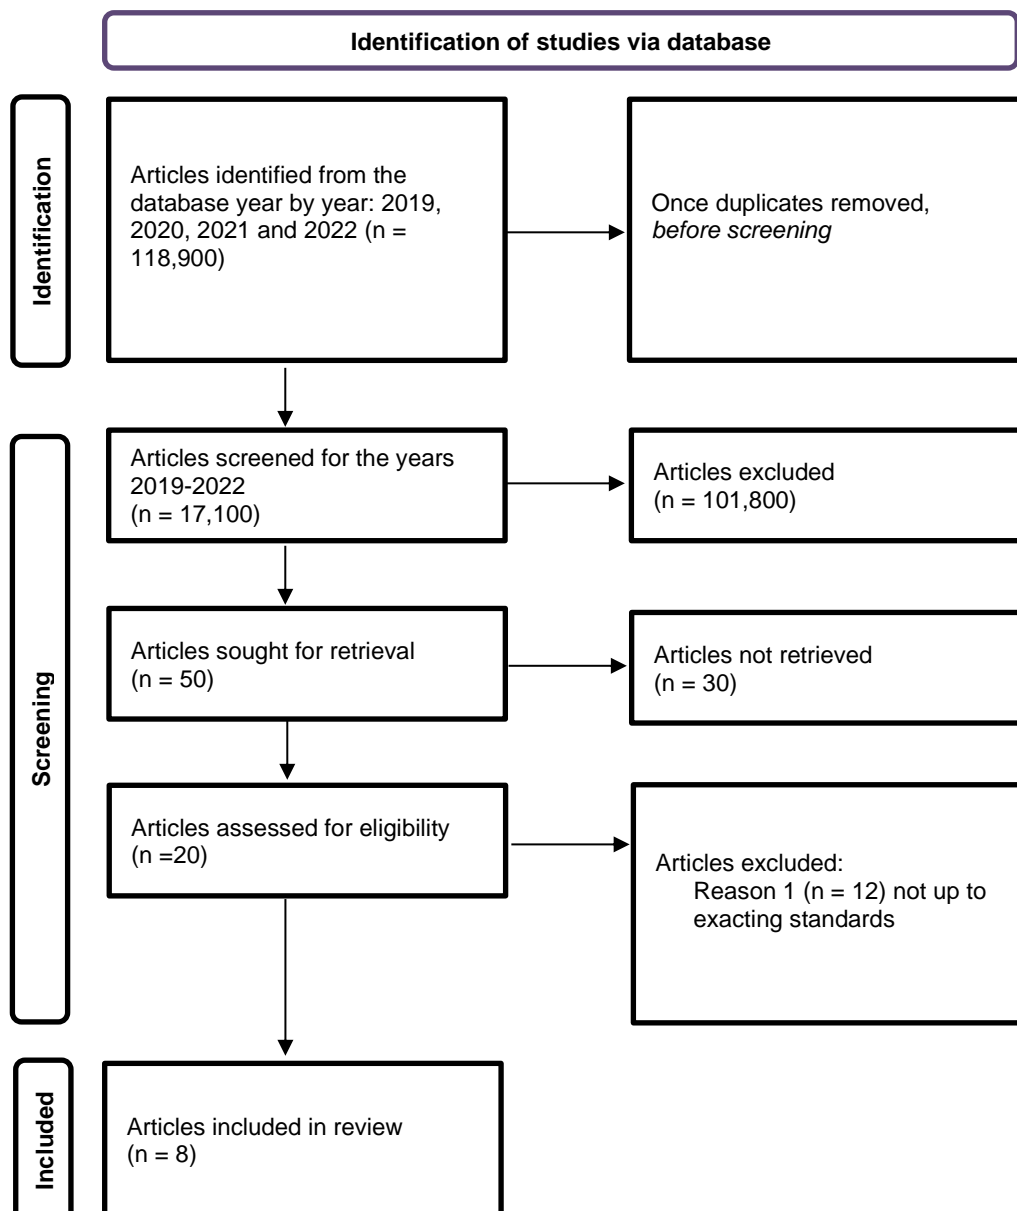 Identification of studies via database
Identification
Articles identified from the
database year by year: 2019,
2020, 2021 and 2022 (n =
118,900)
Once duplicates removed,
before screening
Screening
Articles screened for the years
2019-2022
(n = 17,100)
Articles excluded
(n = 101,800)
Articles sought for retrieval
(n = 50)
Articles not retrieved
(n = 30)
Articles assessed for eligibility
(n =20)
Articles excluded:
Reason 1 (n = 12) not up to
exacting standards
Included
Articles included in review
(n = 8)